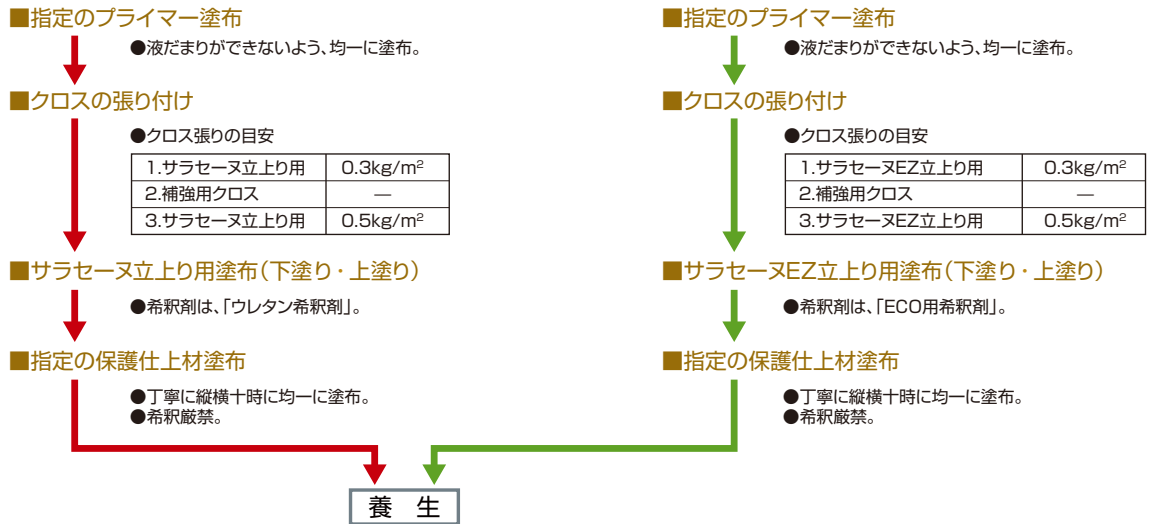 ■指定のプライマー塗布
●液だまりができないよう、均一に塗布。
■クロスの張り付け
●クロス張りの目安
1.サラセーヌ立上り用 0.3kg/m²
2.補強用クロス —
3.サラセーヌ立上り用 0.5kg/m²
■サラセーヌ立上り用塗布(下塗り・上塗り)
●希釈剤は、「ウレタン希釈剤」。
■指定の保護仕上材塗布
●丁寧に縦横十時に均一に塗布。
●希釈厳禁。
■指定のプライマー塗布
●液だまりができないよう、均一に塗布。
■クロスの張り付け
●クロス張りの目安
1.サラセーヌEZ立上り用 0.3kg/m²
2.補強用クロス —
3.サラセーヌEZ立上り用 0.5kg/m²
■サラセーヌEZ立上り用塗布(下塗り・上塗り)
●希釈剤は、「ECO用希釈剤」。
■指定の保護仕上材塗布
●丁寧に縦横十時に均一に塗布。
●希釈厳禁。
養 生